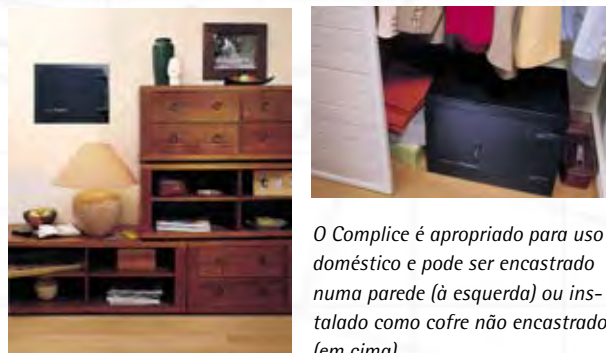 O Complice é apropriado para uso
doméstico e pode ser encastrado
numa parede (à esquerda) ou ins-
talado como cofre não encastrado
(em cima)